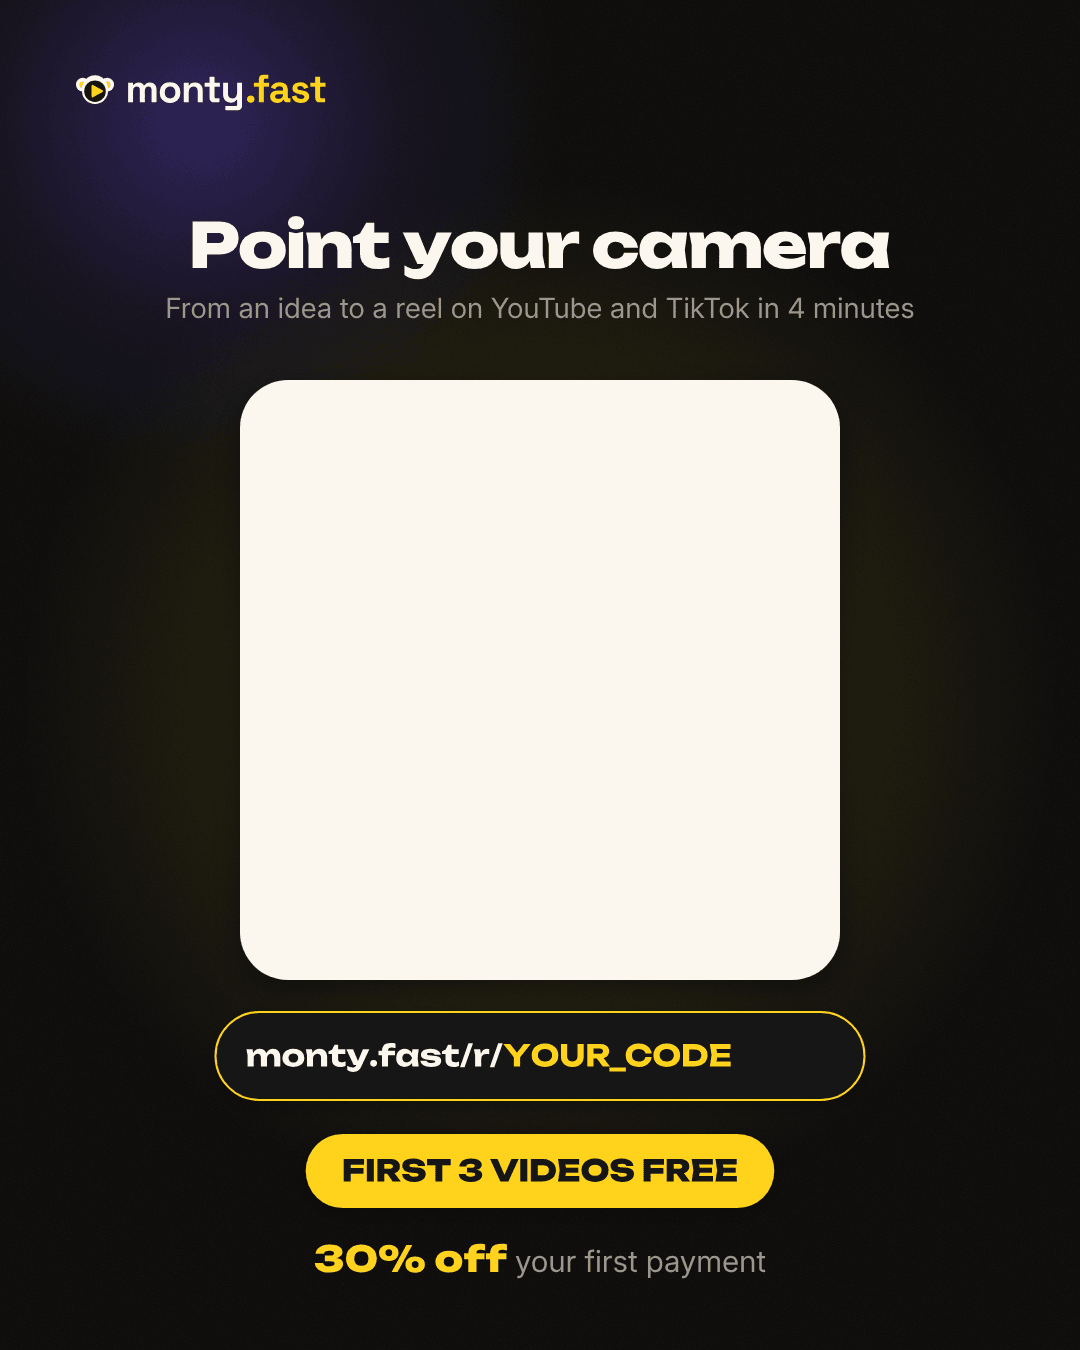 monty.fast
Point your camera
From an idea to a reel on YouTube and TikTok in 4 minutes
monty.fast/r/YOUR_CODE
FIRST 3 VIDEOS FREE
30% off your first payment